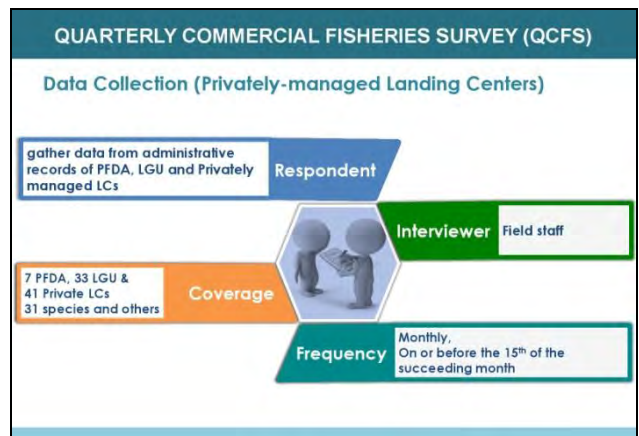 QUARTERLY COMMERCIAL FISHERIES SURVEY (QCFS)
Data Collection (Privately-managed Landing Centers)
gather data from administrative
records of PFDA, LGU and Privately
managed LCs
Respondent
Interviewer
Field staff
7 PFDA, 33 LGU &
41 Private LCs
31 species and others
Coverage
Frequency
Monthly,
On or before the 15th of the
succeeding month